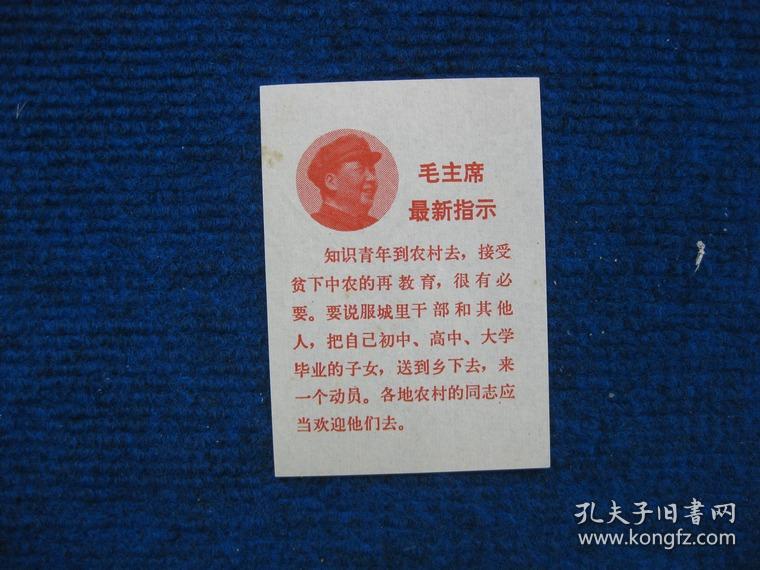 毛主席
最新指示
知识青年到农村去，接受
贫下中农的再教育，很有必
要。要说服城里干部和其他
人，把自己初中、高中、大学
毕业的子女，送到乡下去，来
一个动员。各地农村的同志应
当欢迎他们去。
孔夫子旧書网
www.kongfz.com